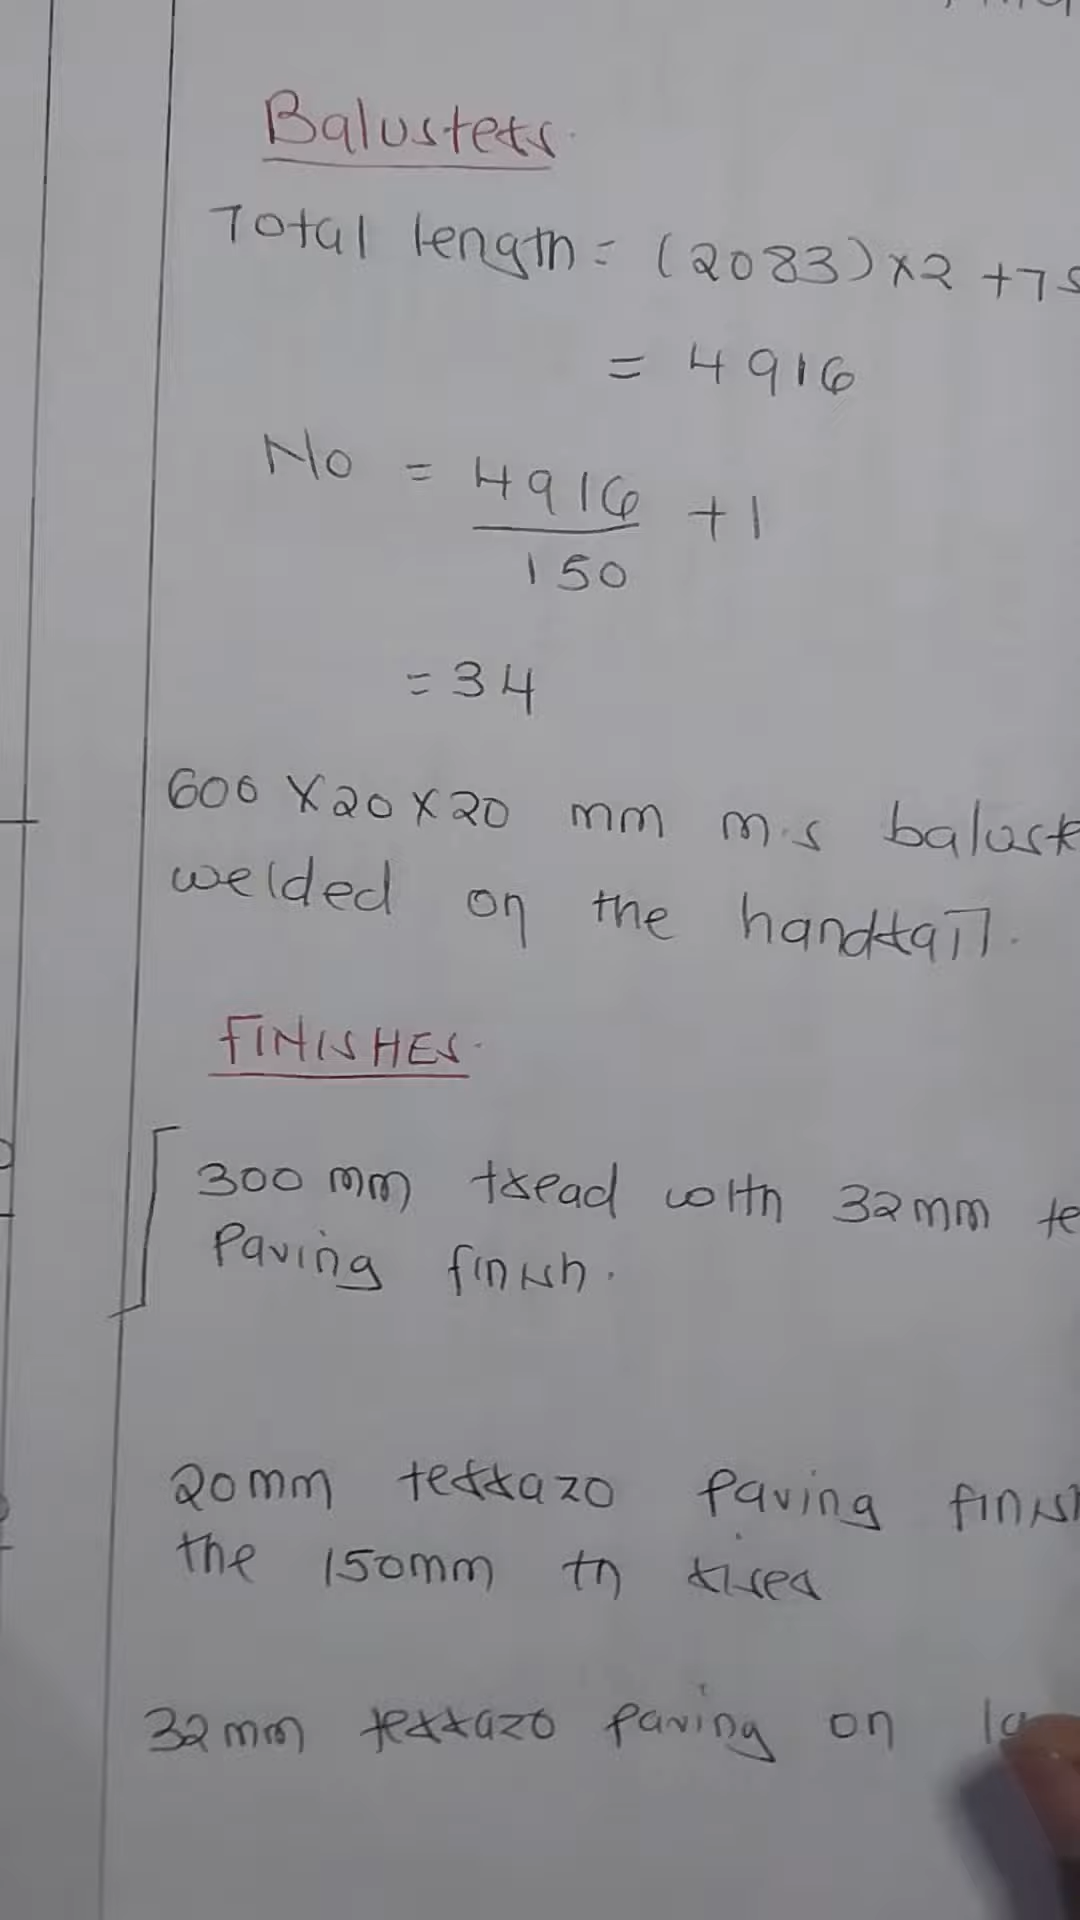 Balusters.
Total length = (2083) x 2 + 75
= 4916
No = 4916 / 150 + 1
= 34
600 x 20 x 20 mm m.s balust
welded on the handrail.
FINISHES.
300 mm tread with 32mm te
Paving finish.
20mm terrazo Paving finish
the 150mm th riser
32mm terrazo paving on la